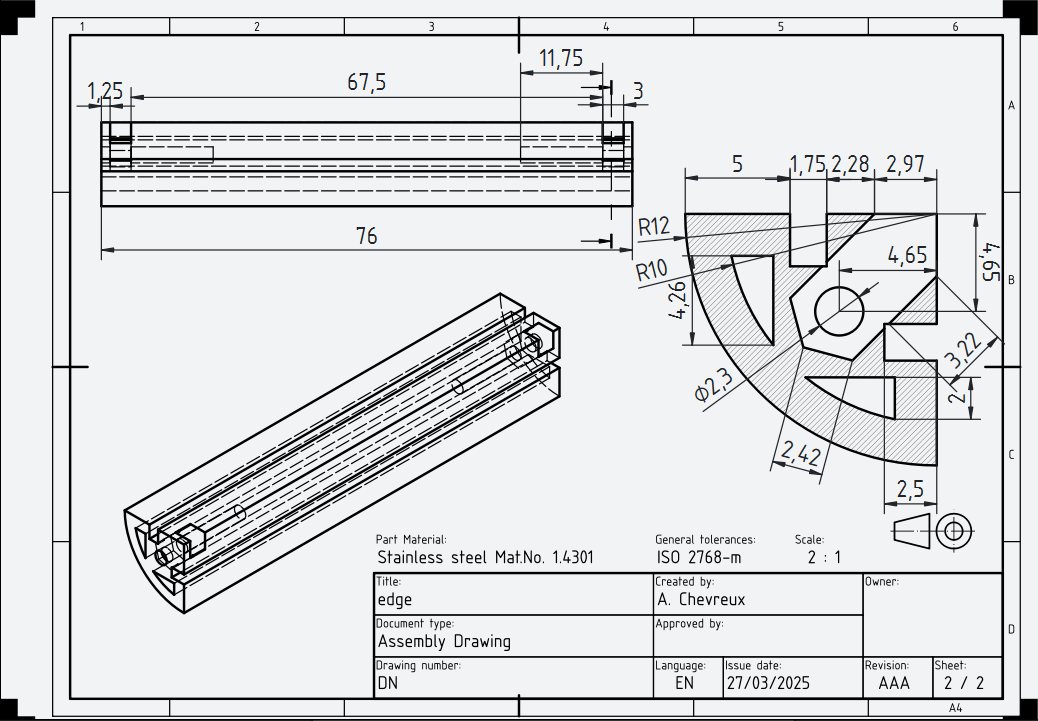 1 2 3 4 5 6
A
B
C
D
1,25
67,5
11,75
3
76
5
1,75
2,28
2,97
R12
R10
4,26
4,65
4,65
3,22
2
Φ2,3
2,42
2,5
Part Material:
Stainless steel Mat.No. 1.4301
General tolerances:
ISO 2768-m
Scale:
2 : 1
Title:
edge
Created by:
A. Chevreux
Owner:
Document type:
Assembly Drawing
Approved by:
Drawing number:
DN
Language:
EN
Issue date:
27/03/2025
Revision:
AAA
Sheet:
2 / 2
A4